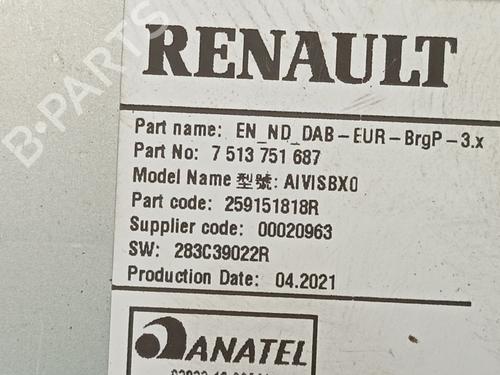 RENAULT
Part name: EN_ND_DAB-EUR-BrgP-3.x
Part No: 7 513 751 687
Model Name 型號: AIVISBX0
Part code: 259151818R
Supplier code: 00020963
SW: 283C39022R
Production Date: 04.2021
ANATEL
B-PARTS